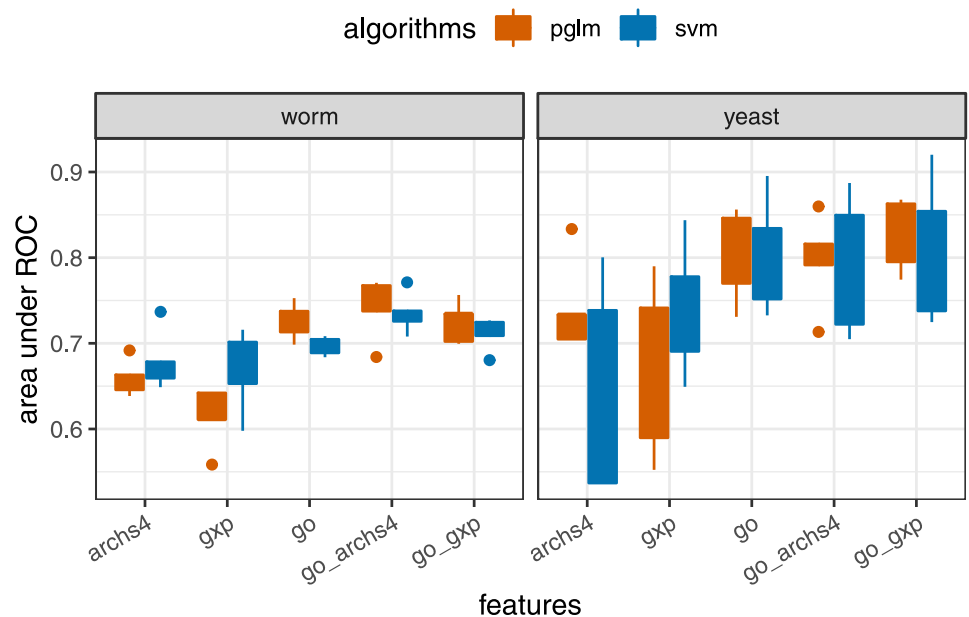 algorithms pglm svm
worm yeast
area under ROC
0.9
0.8
0.7
0.6
archs4 gxp go go_archs4 go_gxp archs4 gxp go go_archs4 go_gxp
features